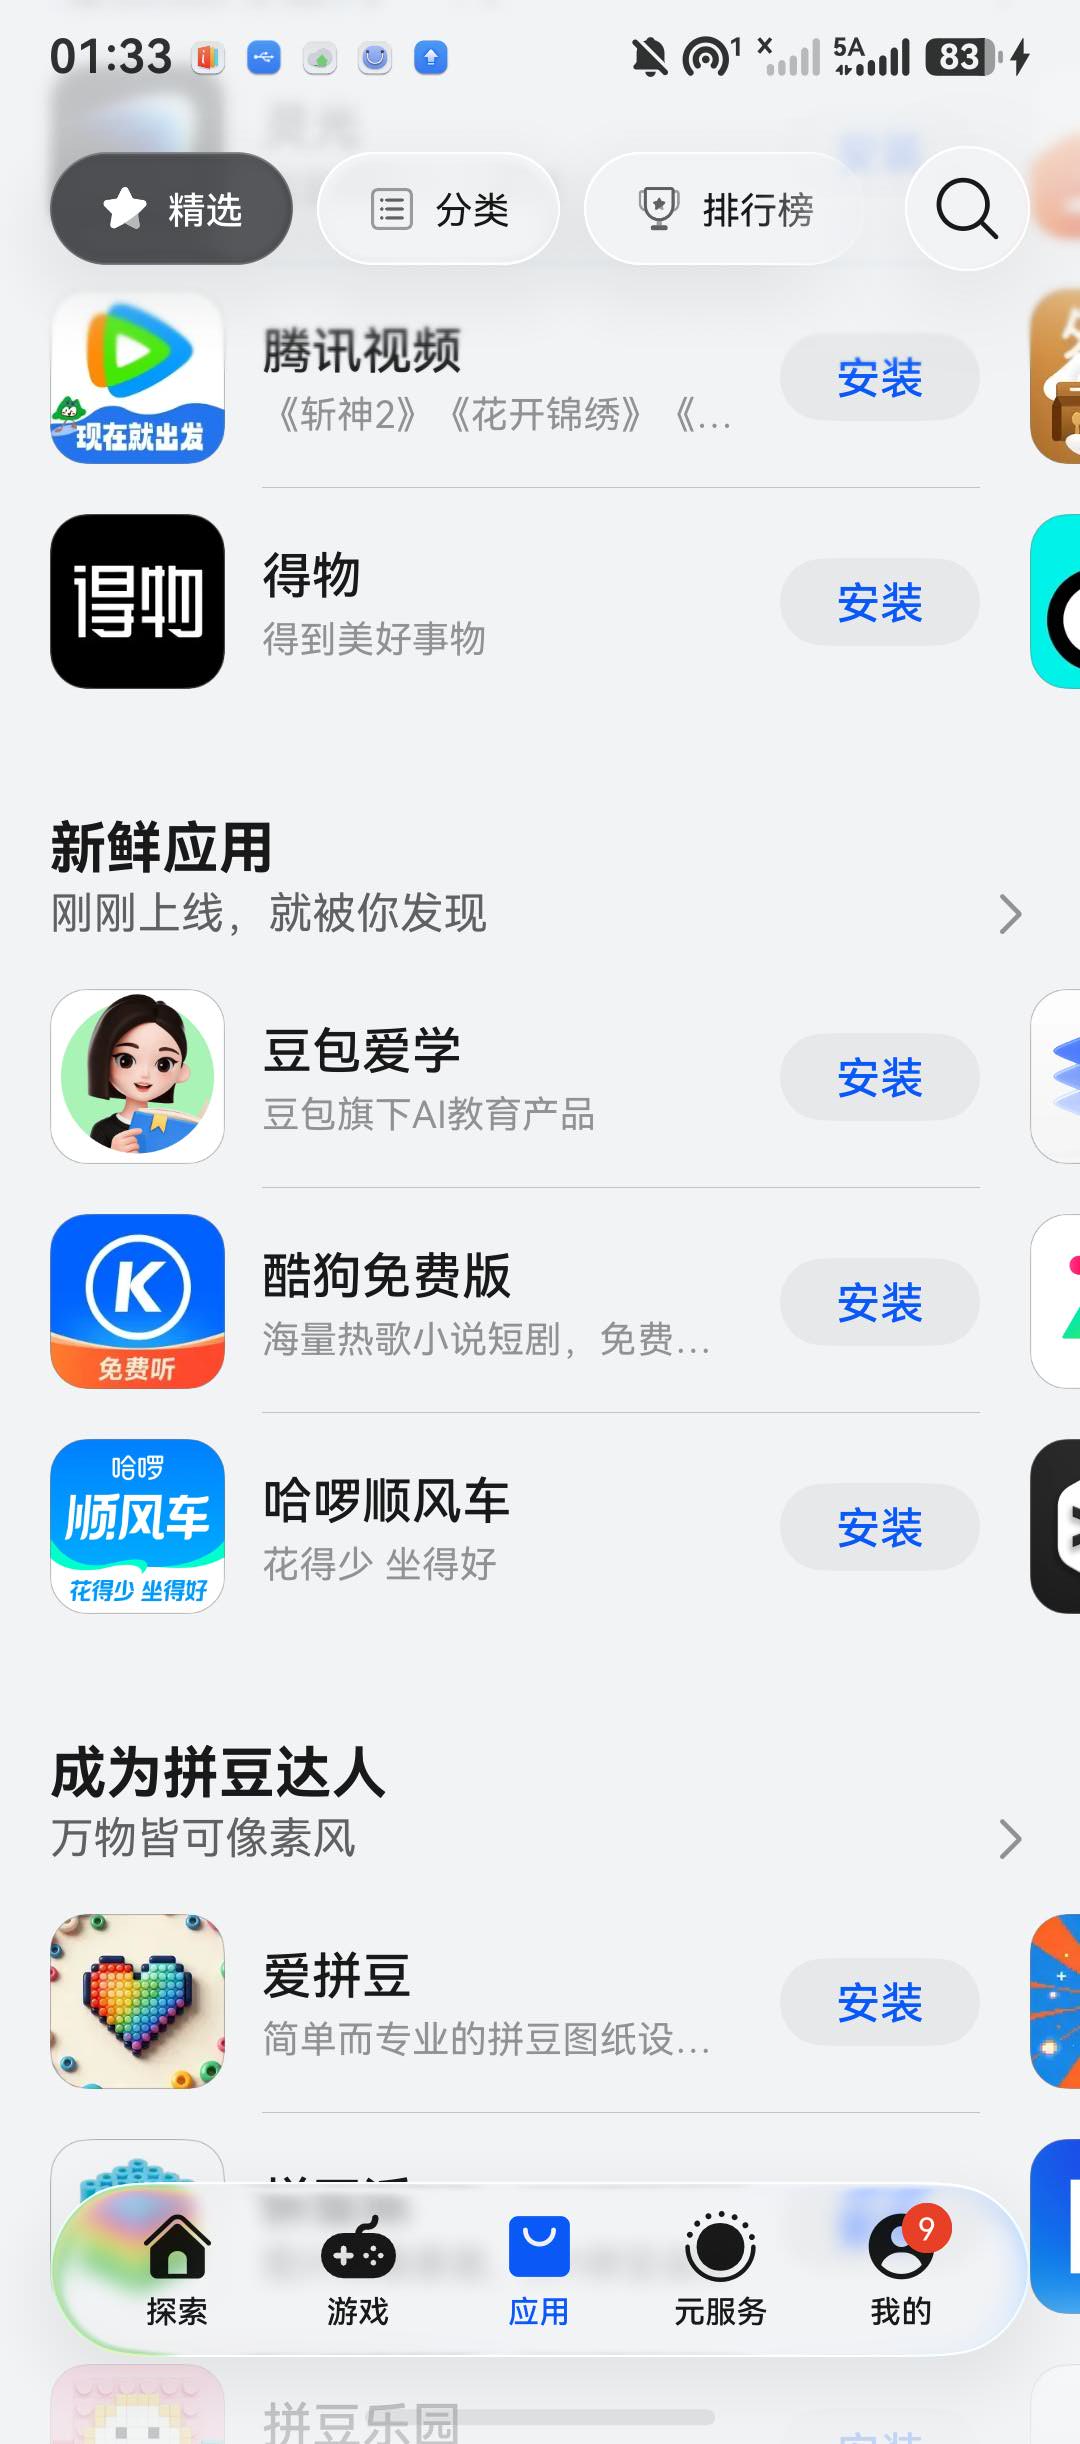 01:33
1
5A
83
精选
分类
排行榜
现在就出发
腾讯视频
《斩神2》《花开锦绣》《...
安装
得物
得物
得到美好事物
安装
新鲜应用
刚刚上线，就被你发现
豆包爱学
豆包旗下AI教育产品
安装
K
免费听
酷狗免费版
海量热歌小说短剧，免费...
安装
哈啰
顺风车
花得少 坐得好
哈啰顺风车
花得少 坐得好
安装
成为拼豆达人
万物皆可像素风
爱拼豆
简单而专业的拼豆图纸设...
安装
探索
游戏
应用
元服务
9
我的
拼豆乐园